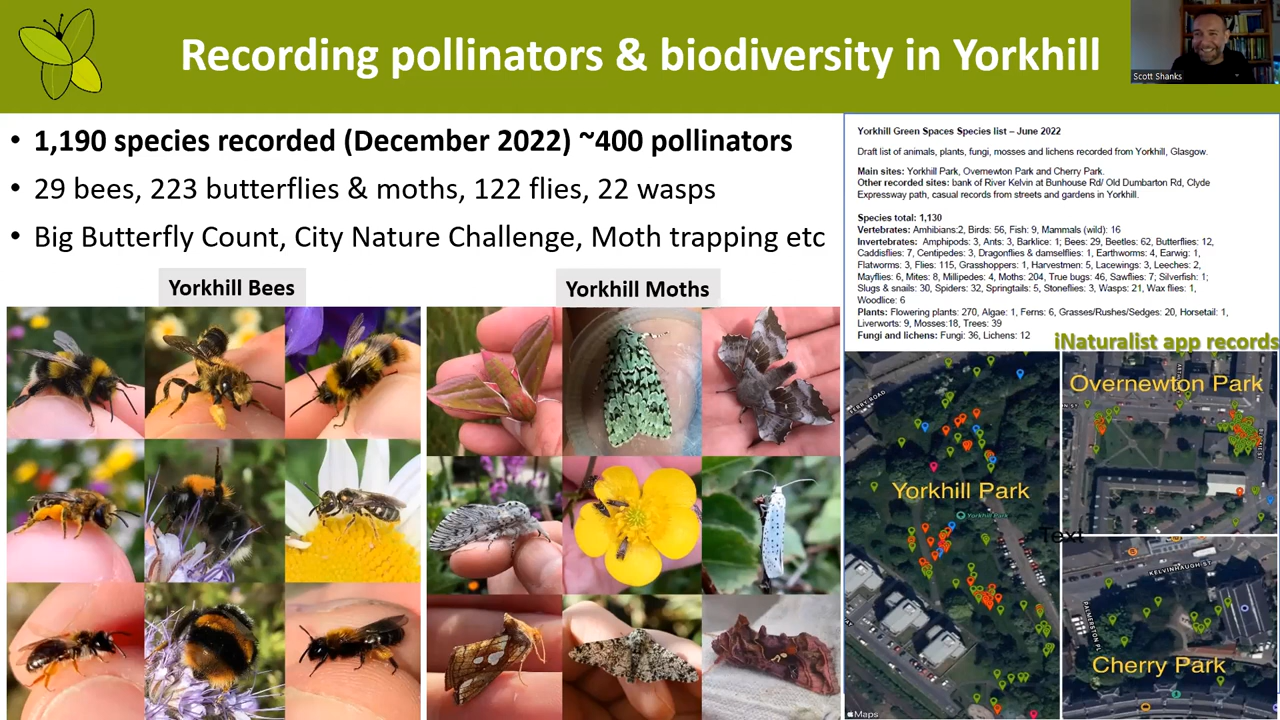 Recording pollinators & biodiversity in Yorkhill
Scott Shanks
• 1,190 species recorded (December 2022) ~400 pollinators
• 29 bees, 223 butterflies & moths, 122 flies, 22 wasps
• Big Butterfly Count, City Nature Challenge, Moth trapping etc
Yorkhill Bees
Yorkhill Moths
Yorkhill Green Spaces Species list – June 2022
Draft list of animals, plants, fungi, mosses and lichens recorded from Yorkhill, Glasgow.
Main sites: Yorkhill Park, Overnewton Park and Cherry Park.
Other recorded sites: bank of River Kelvin at Bunhouse Rd/ Old Dumbarton Rd, Clyde
Expressway path, casual records from streets and gardens in Yorkhill.
Species total: 1,130
Vertebrates: Amhibians:2, Birds: 56, Fish: 9, Mammals (wild): 16
Invertebrates: Amphipods: 3, Ants: 3, Barklice: 1; Bees: 29, Beetles: 62, Butterflies: 12,
Caddisflies: 7, Centipedes: 3, Dragonflies & damselflies: 1, Earthworms: 4, Earwig: 1,
Flatworms: 3, Flies: 115, Grasshoppers: 1, Harvestmen: 5, Lacewings: 3, Leeches: 2,
Mayflies: 6, Mites: 8, Millipedes: 4, Moths: 204, True bugs: 46, Sawflies: 7, Silverfish: 1;
Slugs & snails: 30, Spiders: 32, Springtails: 5, Stoneflies: 3, Wasps: 21, Wax flies: 1,
Woodlice: 6
Plants: Flowering plants: 270, Algae: 1, Ferns: 6, Grasses/Rushes/Sedges: 20, Horsetail: 1,
Liverworts: 9, Mosses:18, Trees: 39
Fungi and lichens: Fungi: 36, Lichens: 12
iNaturalist app records
Overnewton Park
Yorkhill Park
Yorkhill Park
Text
KELVINHAUGH ST
PALMERSTON PL
Cherry Park
Maps